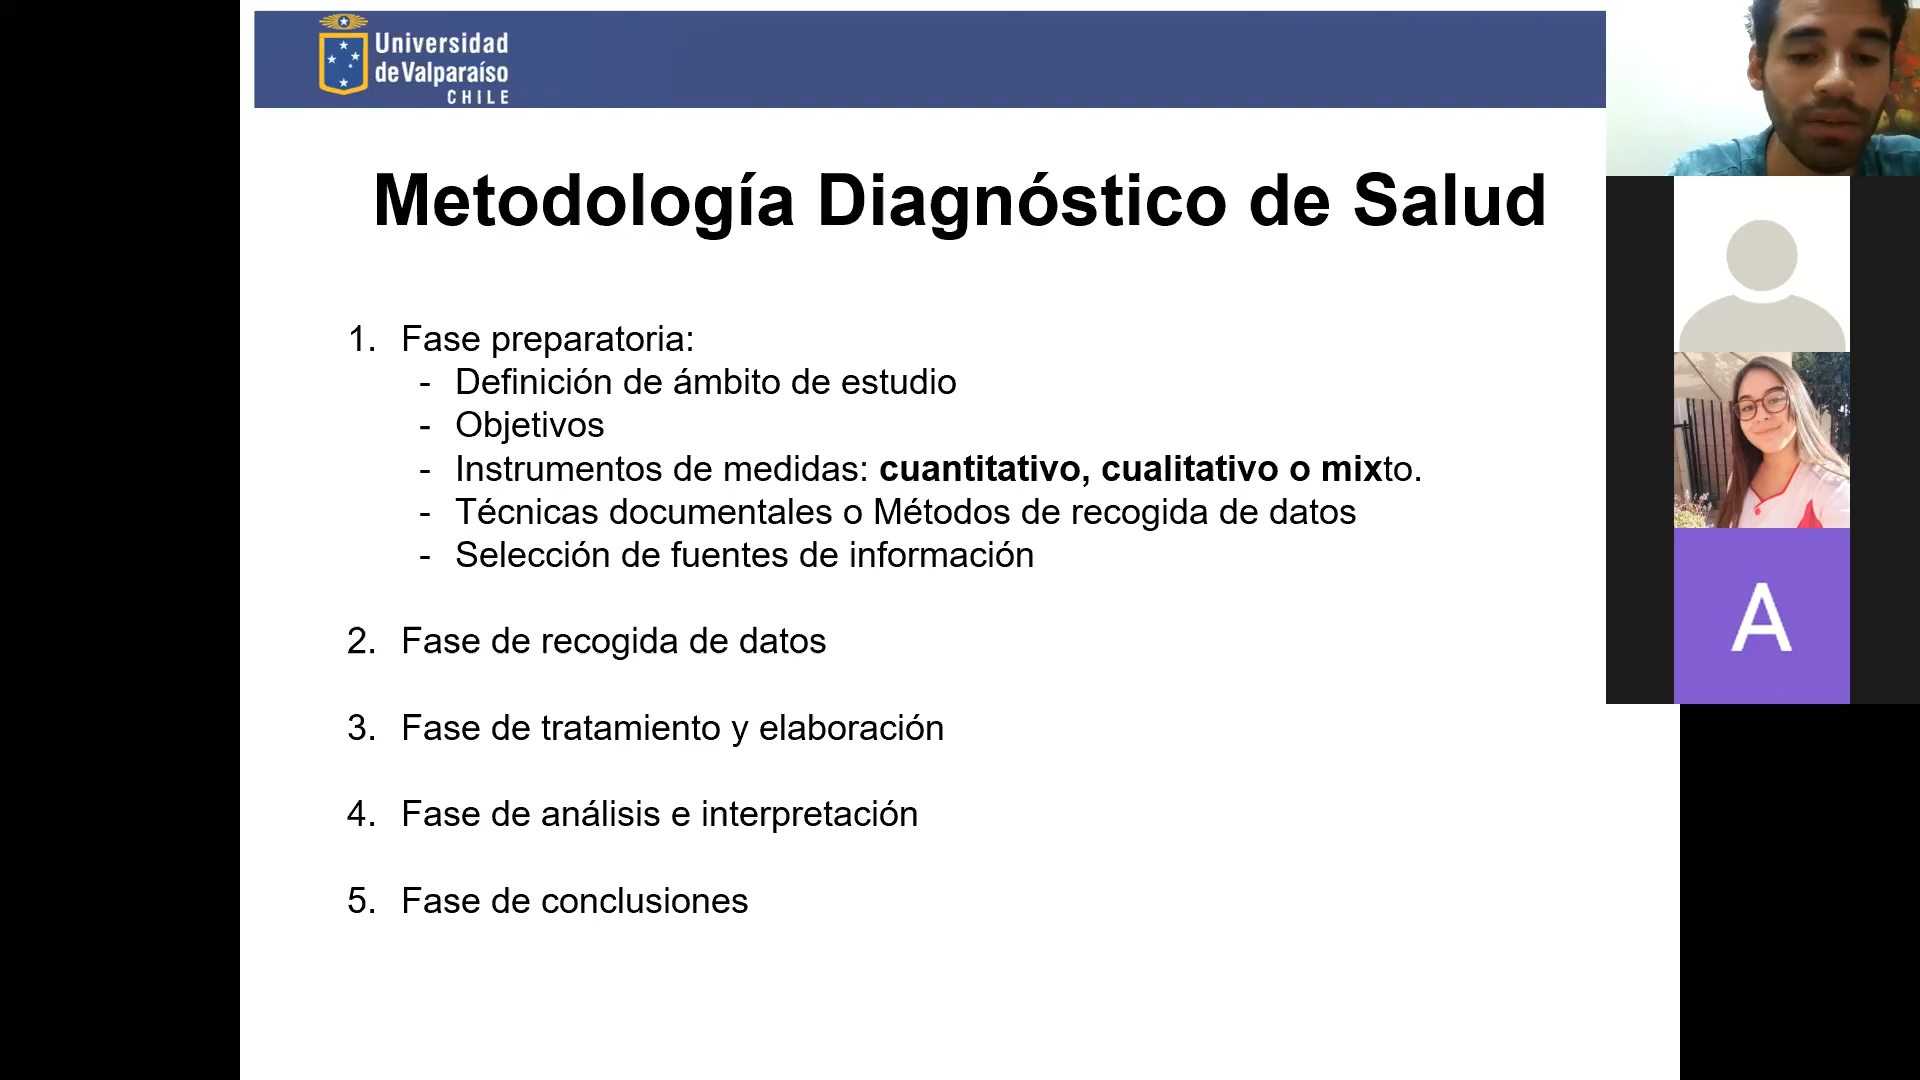 Universidad
de Valparaíso
CHILE
Metodología Diagnóstico de Salud
1. Fase preparatoria:
- Definición de ámbito de estudio
- Objetivos
- Instrumentos de medidas: cuantitativo, cualitativo o mixto.
- Técnicas documentales o Métodos de recogida de datos
- Selección de fuentes de información
2. Fase de recogida de datos
3. Fase de tratamiento y elaboración
4. Fase de análisis e interpretación
5. Fase de conclusiones
A